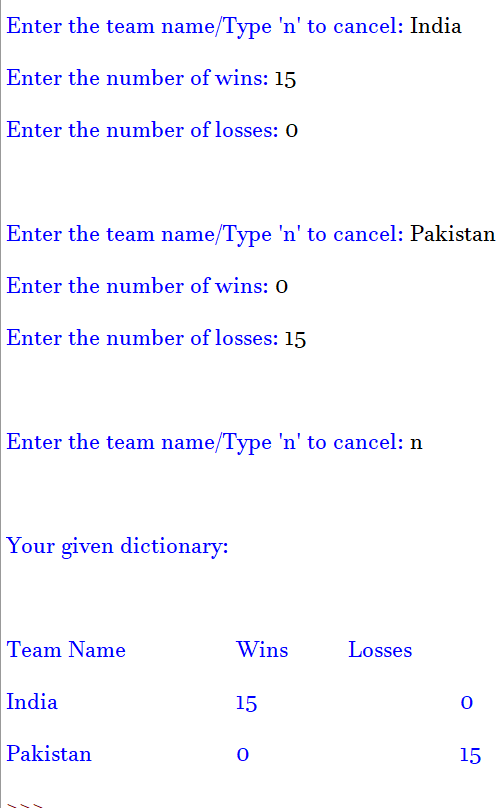 Enter the team name/Type 'n' to cancel: India
Enter the number of wins: 15
Enter the number of losses: 0
Enter the team name/Type 'n' to cancel: Pakistan
Enter the number of wins: 0
Enter the number of losses: 15
Enter the team name/Type 'n' to cancel: n
Your given dictionary:
Team Name Wins Losses
India 15 0
Pakistan 0 15
>>>